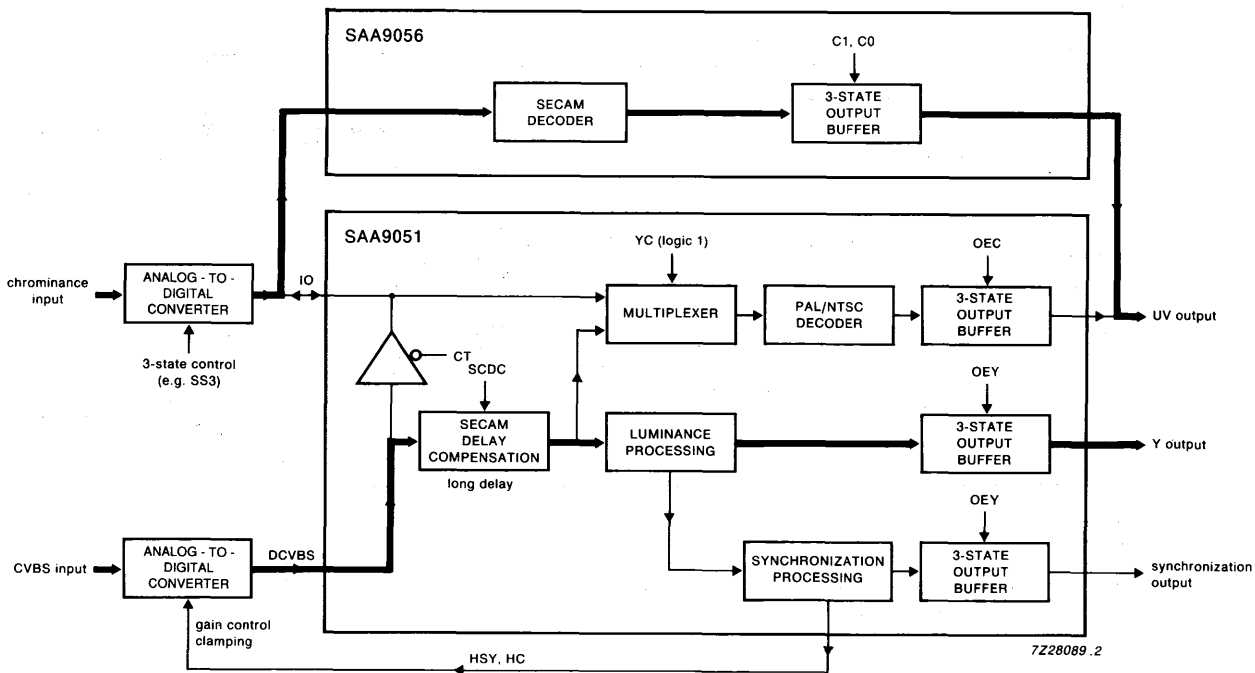 SAA9056
C1, C0
SECAM
DECODER
3-STATE
OUTPUT
BUFFER
SAA9051
chrominance
input
ANALOG - TO -
DIGITAL
CONVERTER
IO
3-state control
(e.g. SS3)
YC (logic 1)
MULTIPLEXER
PAL/NTSC
DECODER
OEC
3-STATE
OUTPUT
BUFFER
UV output
CT
SCDC
SECAM
DELAY
COMPENSATION
long delay
LUMINANCE
PROCESSING
OEY
3-STATE
OUTPUT
BUFFER
Y output
CVBS input
ANALOG - TO -
DIGITAL
CONVERTER
DCVBS
SYNCHRONIZATION
PROCESSING
OEY
3-STATE
OUTPUT
BUFFER
synchronization
output
gain control
clamping
HSY, HC
7Z28089 .2